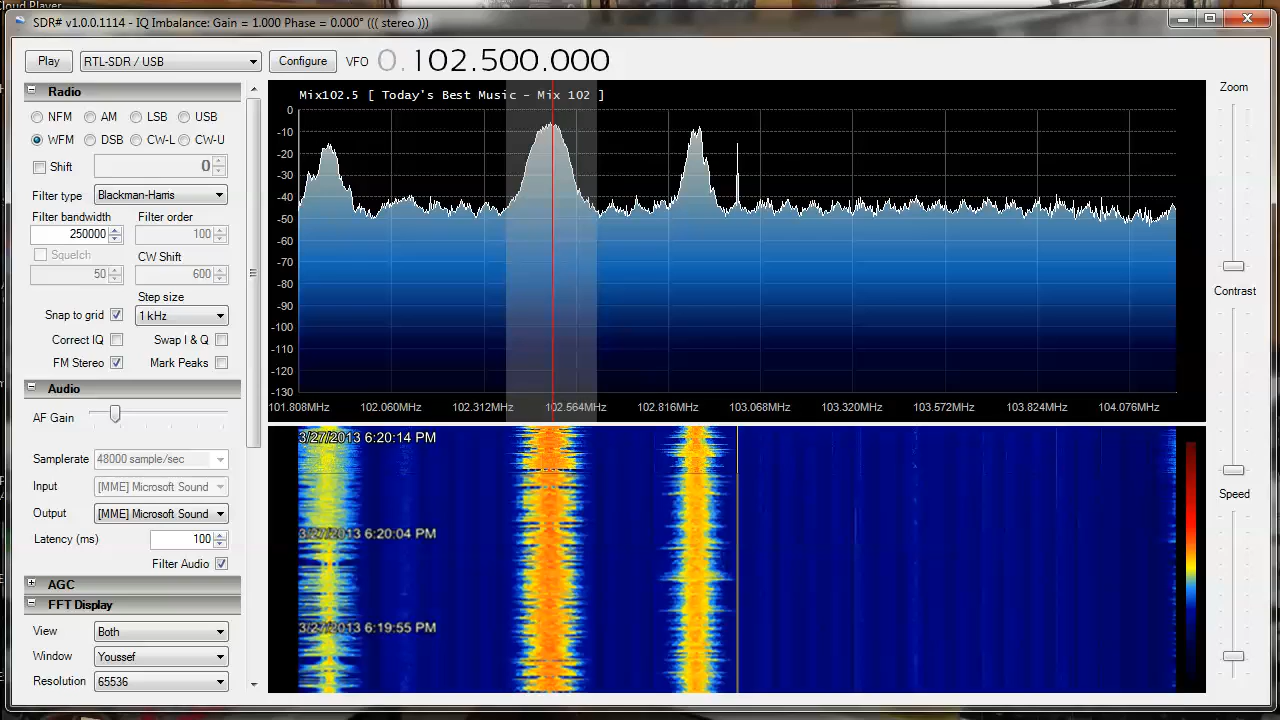 Cloud Player
SDR# v1.0.0.1114 - IQ Imbalance: Gain = 1.000 Phase = 0.000° ((( stereo )))
Play
RTL-SDR / USB
Configure
VFO
0.102.500.000
Radio
NFM AM LSB USB
WFM DSB CW-L CW-U
Shift 0
Filter type Blackman-Harris
Filter bandwidth Filter order
250000 100
Squelch CW Shift
50 600
Step size
Snap to grid 1 kHz
Correct IQ Swap I & Q
FM Stereo Mark Peaks
Audio
AF Gain
Samplerate 48000 sample/sec
Input [MME] Microsoft Sound
Output [MME] Microsoft Sound
Latency (ms) 100
Filter Audio
AGC
FFT Display
View Both
Window Youssef
Resolution 65536
Mix102.5 [ Today's Best Music - Mix 102 ]
0
-10
-20
-30
-40
-50
-60
-70
-80
-90
-100
-110
-120
-130
101.808MHz 102.060MHz 102.312MHz 102.564MHz 102.816MHz 103.068MHz 103.320MHz 103.572MHz 103.824MHz 104.076MHz
3/27/2013 6:20:14 PM
3/27/2013 6:20:04 PM
3/27/2013 6:19:55 PM
Zoom
Contrast
Speed